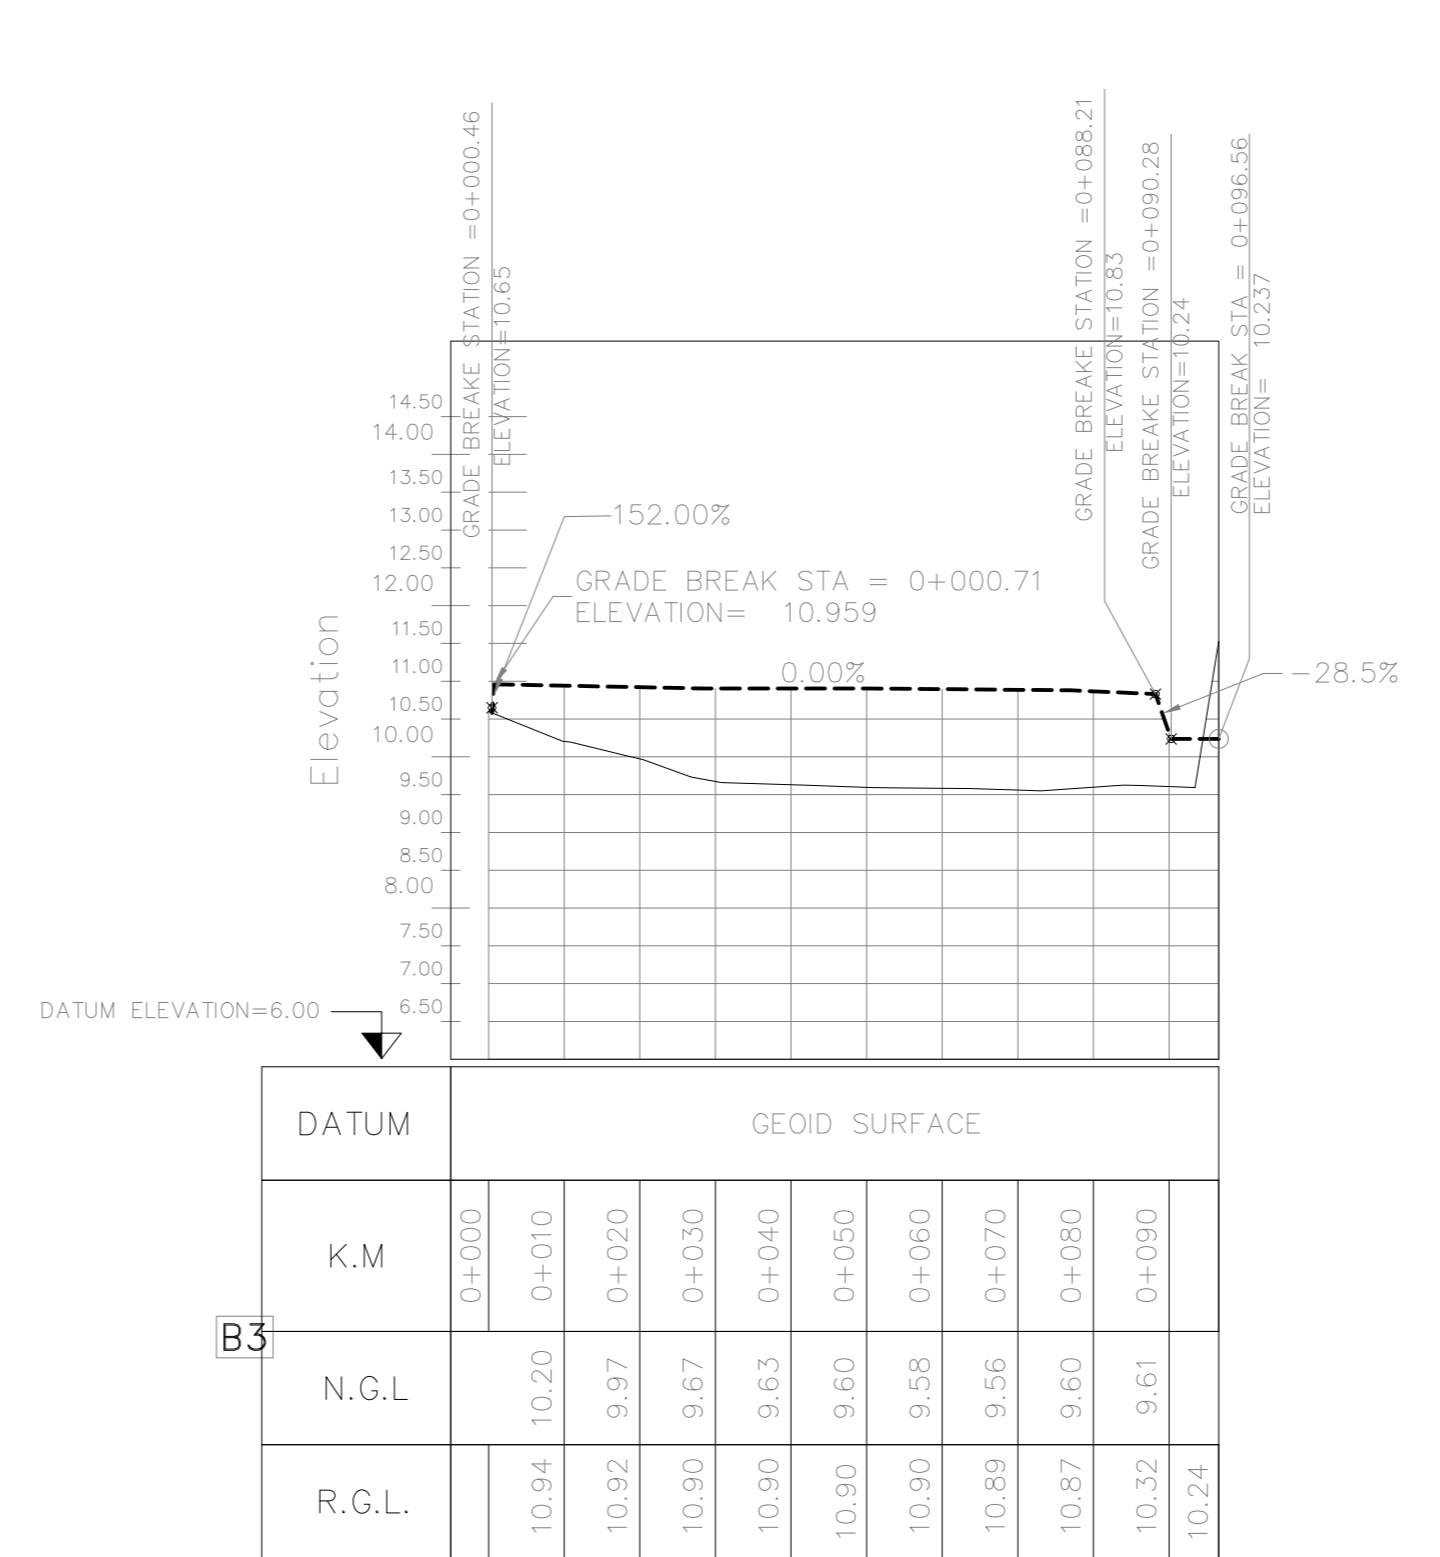 GRADE BREAKE STATION =0+000.46
ELEVATION=10.65
GRADE BREAKE STATION =0+088.21
ELEVATION=10.83
GRADE BREAKE STATION =0+090.28
ELEVATION=10.24
GRADE BREAK STA = 0+096.56
ELEVATION= 10.237
14.50
14.00
13.50
13.00
12.50
12.00
11.50
11.00
10.50
10.00
9.50
9.00
8.50
8.00
7.50
7.00
6.50
Elevation
152.00%
GRADE BREAK STA = 0+000.71
ELEVATION= 10.959
0.00%
-28.5%
DATUM ELEVATION=6.00
DATUM GEOID SURFACE
K.M 0+000 0+010 0+020 0+030 0+040 0+050 0+060 0+070 0+080 0+090
B3
N.G.L 10.20 9.97 9.67 9.63 9.60 9.58 9.56 9.60 9.61
R.G.L. 10.94 10.92 10.90 10.90 10.90 10.90 10.89 10.87 10.32 10.24